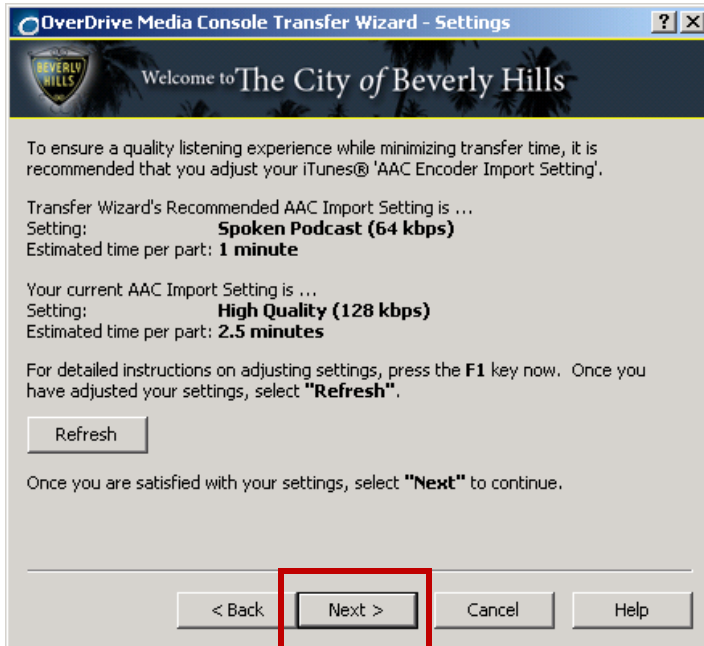 OverDrive Media Console Transfer Wizard - Settings
BEVERLY
HILLS
Welcome to The City of Beverly Hills
To ensure a quality listening experience while minimizing transfer time, it is
recommended that you adjust your iTunes® 'AAC Encoder Import Setting'.
Transfer Wizard's Recommended AAC Import Setting is ...
Setting: Spoken Podcast (64 kbps)
Estimated time per part: 1 minute
Your current AAC Import Setting is ...
Setting: High Quality (128 kbps)
Estimated time per part: 2.5 minutes
For detailed instructions on adjusting settings, press the F1 key now. Once you
have adjusted your settings, select "Refresh".
Refresh
Once you are satisfied with your settings, select "Next" to continue.
< Back Next > Cancel Help